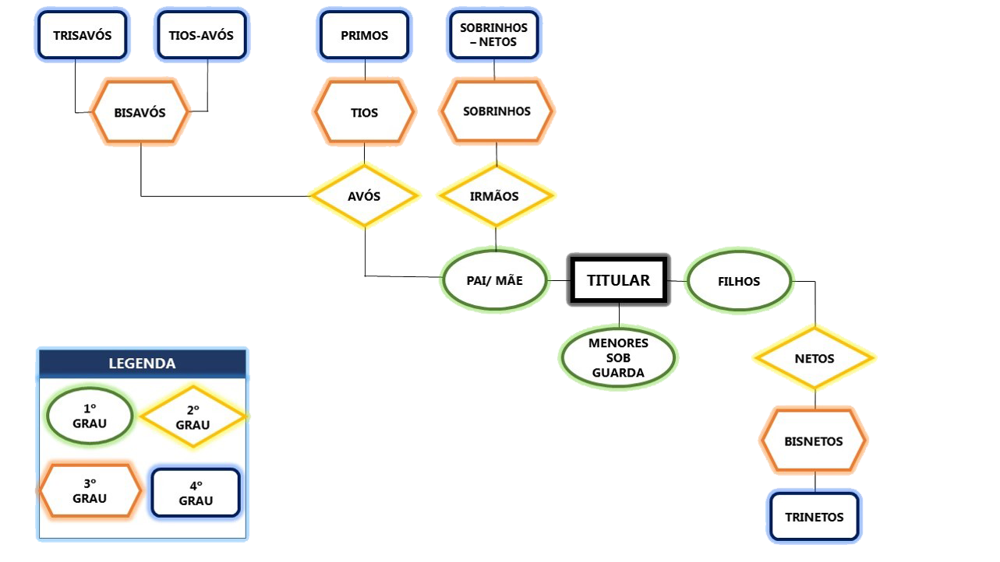 TRISAVÓS
TIOS-AVÓS
PRIMOS
SOBRINHOS
– NETOS
BISAVÓS
TIOS
SOBRINHOS
AVÓS
IRMÃOS
PAI/ MÃE
TITULAR
FILHOS
MENORES
SOB
GUARDA
NETOS
BISNETOS
TRINETOS
LEGENDA
1º
GRAU
2º
GRAU
3º
GRAU
4º
GRAU